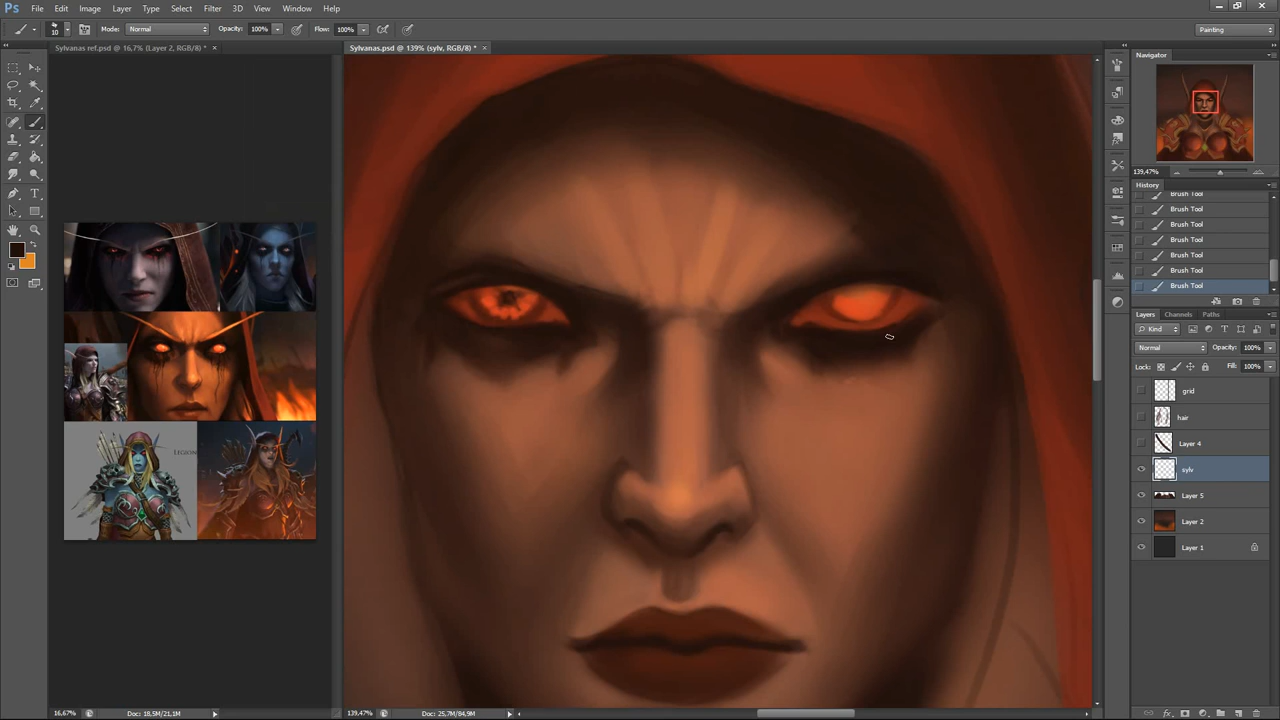 Ps File Edit Image Layer Type Select Filter 3D View Window Help
10 Mode: Normal Opacity: 100% Flow: 100% Painting
Sylvanas ref.psd @ 16,7% (Layer 2, RGB/8) * ×
Sylvanas.psd @ 139% (sylv, RGB/8) * ×
Navigator
139,47%
History
Brush Tool
Brush Tool
Brush Tool
Brush Tool
Brush Tool
Brush Tool
Brush Tool
Layers Channels Paths
Kind
Normal Opacity: 100%
Lock: Fill: 100%
grid
hair
Layer 4
sylv
Layer 5
Layer 2
Layer 1
LEGION
16,67% Doc: 18,5M/21,1M
139,47% Doc: 25,7M/84,9M